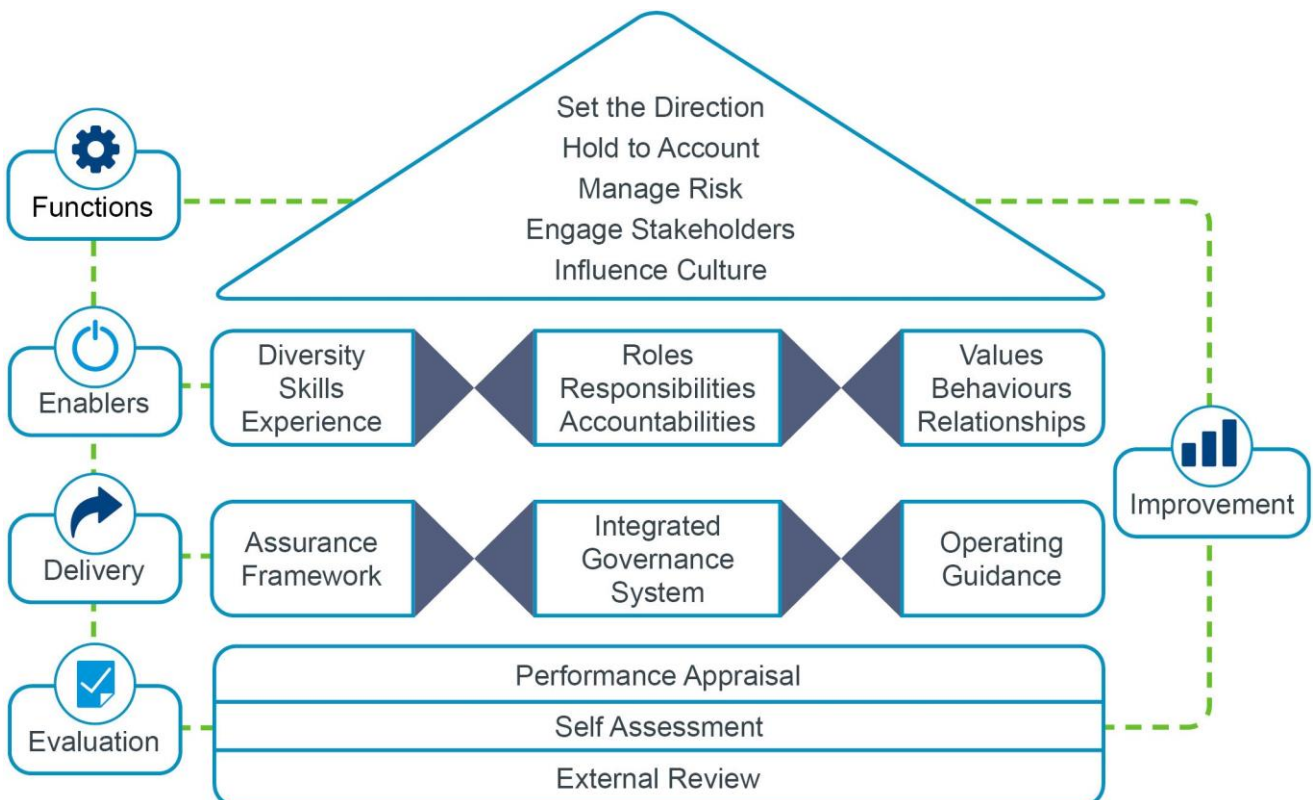 Set the Direction
Hold to Account
Manage Risk
Engage Stakeholders
Influence Culture
Functions
Enablers
Diversity
Skills
Experience
Roles
Responsibilities
Accountabilities
Values
Behaviours
Relationships
Delivery
Assurance
Framework
Integrated
Governance
System
Operating
Guidance
Improvement
Evaluation
Performance Appraisal
Self Assessment
External Review